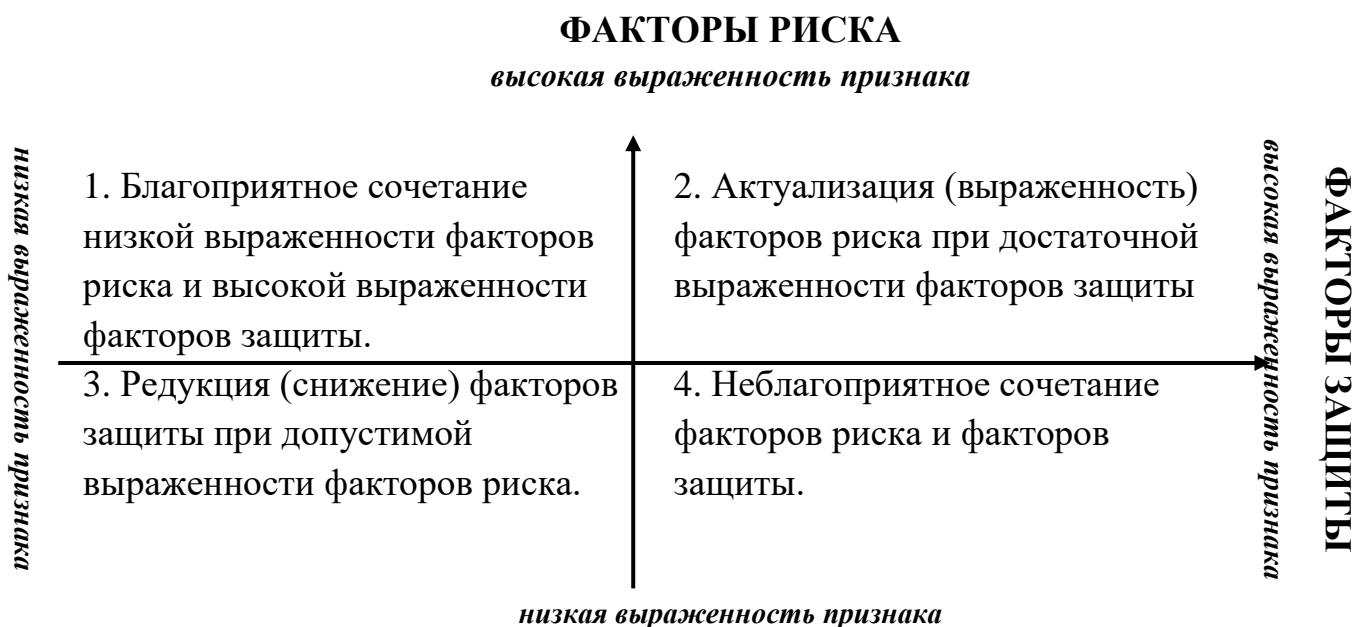 ФАКТОРЫ РИСКА
высокая выраженность признака
низкая выраженность признака
1. Благоприятное сочетание
низкой выраженности факторов
риска и высокой выраженности
факторов защиты.
2. Актуализация (выраженность)
факторов риска при достаточной
выраженности факторов защиты
3. Редукция (снижение) факторов
защиты при допустимой
выраженности факторов риска.
4. Неблагоприятное сочетание
факторов риска и факторов
защиты.
высокая выраженность признака
ФАКТОРЫ ЗАЩИТЫ
низкая выраженность признака